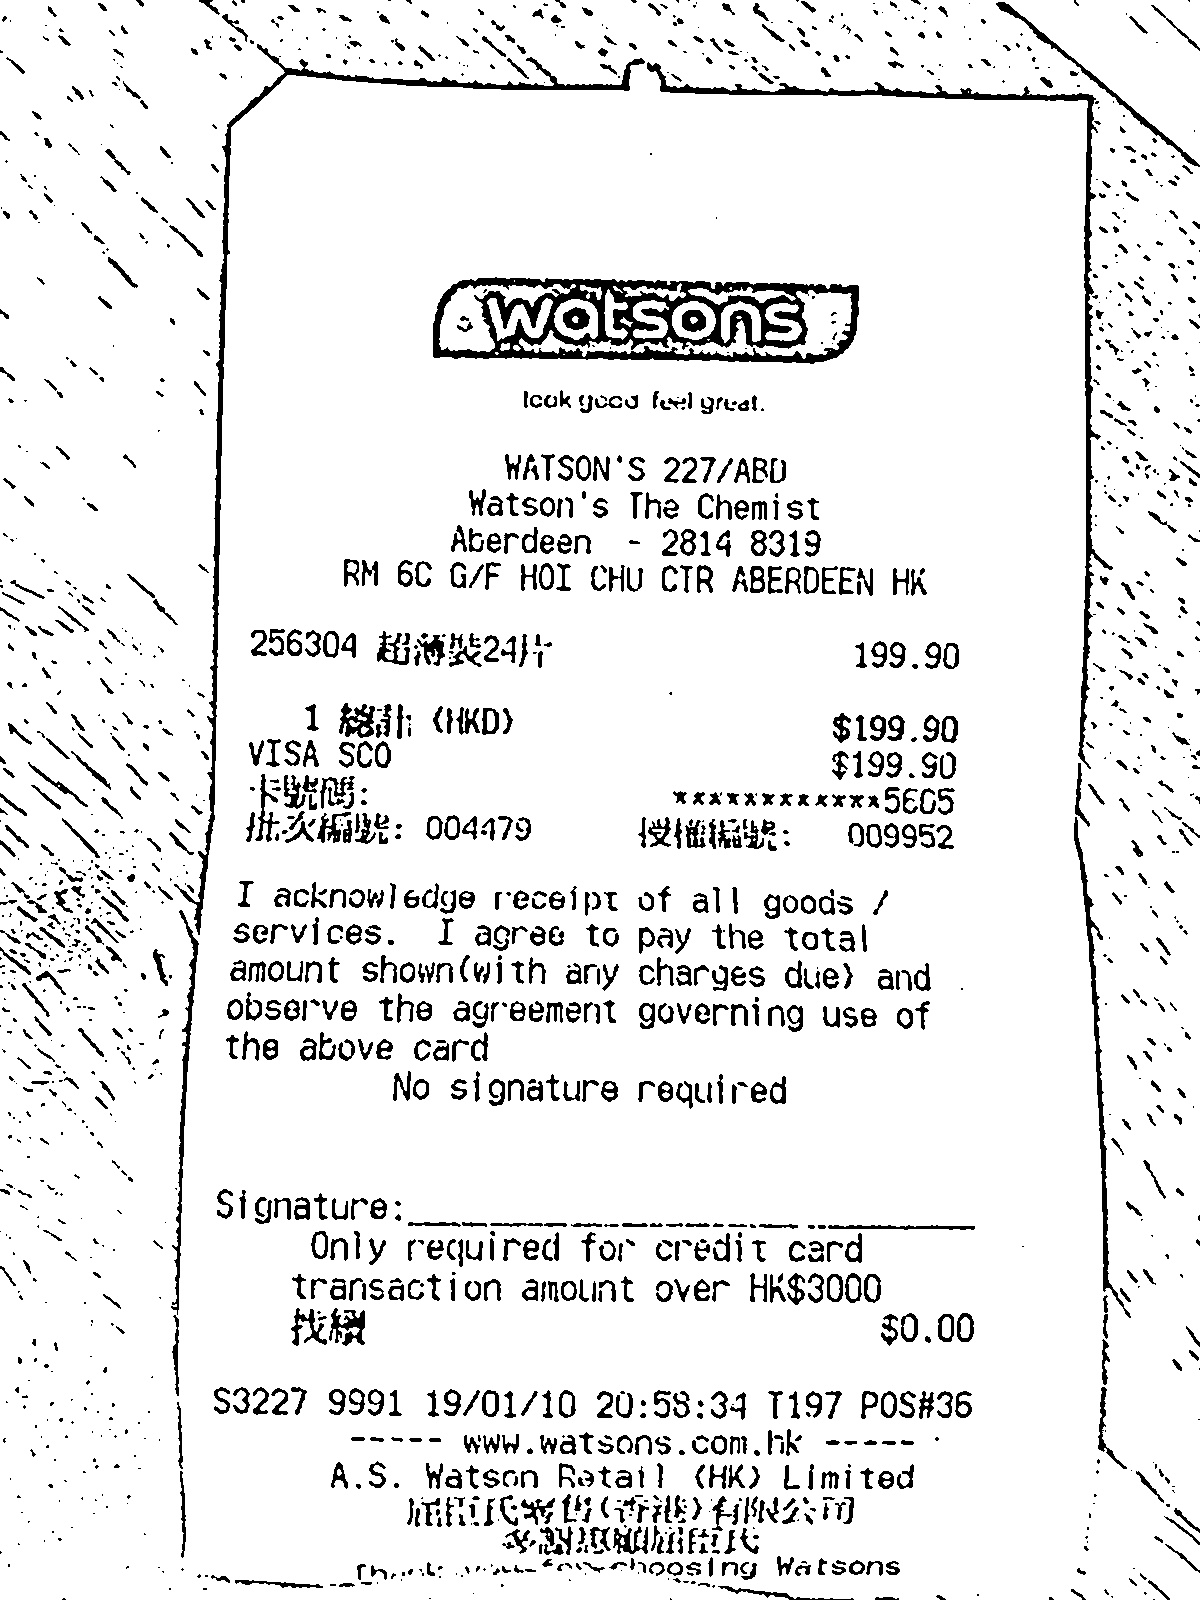 watsons
look good feel great.
WATSON'S 227/ABD
Watson's The Chemist
Aberdeen - 2814 8319
RM 6C G/F HOI CHU CTR ABERDEEN HK
256304 超薄裝24片 199.90
1 總計 (HKD) $199.90
VISA SCO $199.90
卡號碼: ************5605
批次編號: 004479 授權編號: 009952
I acknowledge receipt of all goods /
services. I agree to pay the total
amount shown(with any charges due) and
observe the agreement governing use of
the above card
No signature required
Signature:
Only required for credit card
transaction amount over HK$3000
找續 $0.00
S3227 9991 19/01/10 20:58:34 T197 POS#36
----- www.watsons.com.hk -----
A.S. Watson Retail (HK) Limited
屈臣氏零售(香港)有限公司
多謝惠顧屈臣氏
Thank you for choosing Watsons